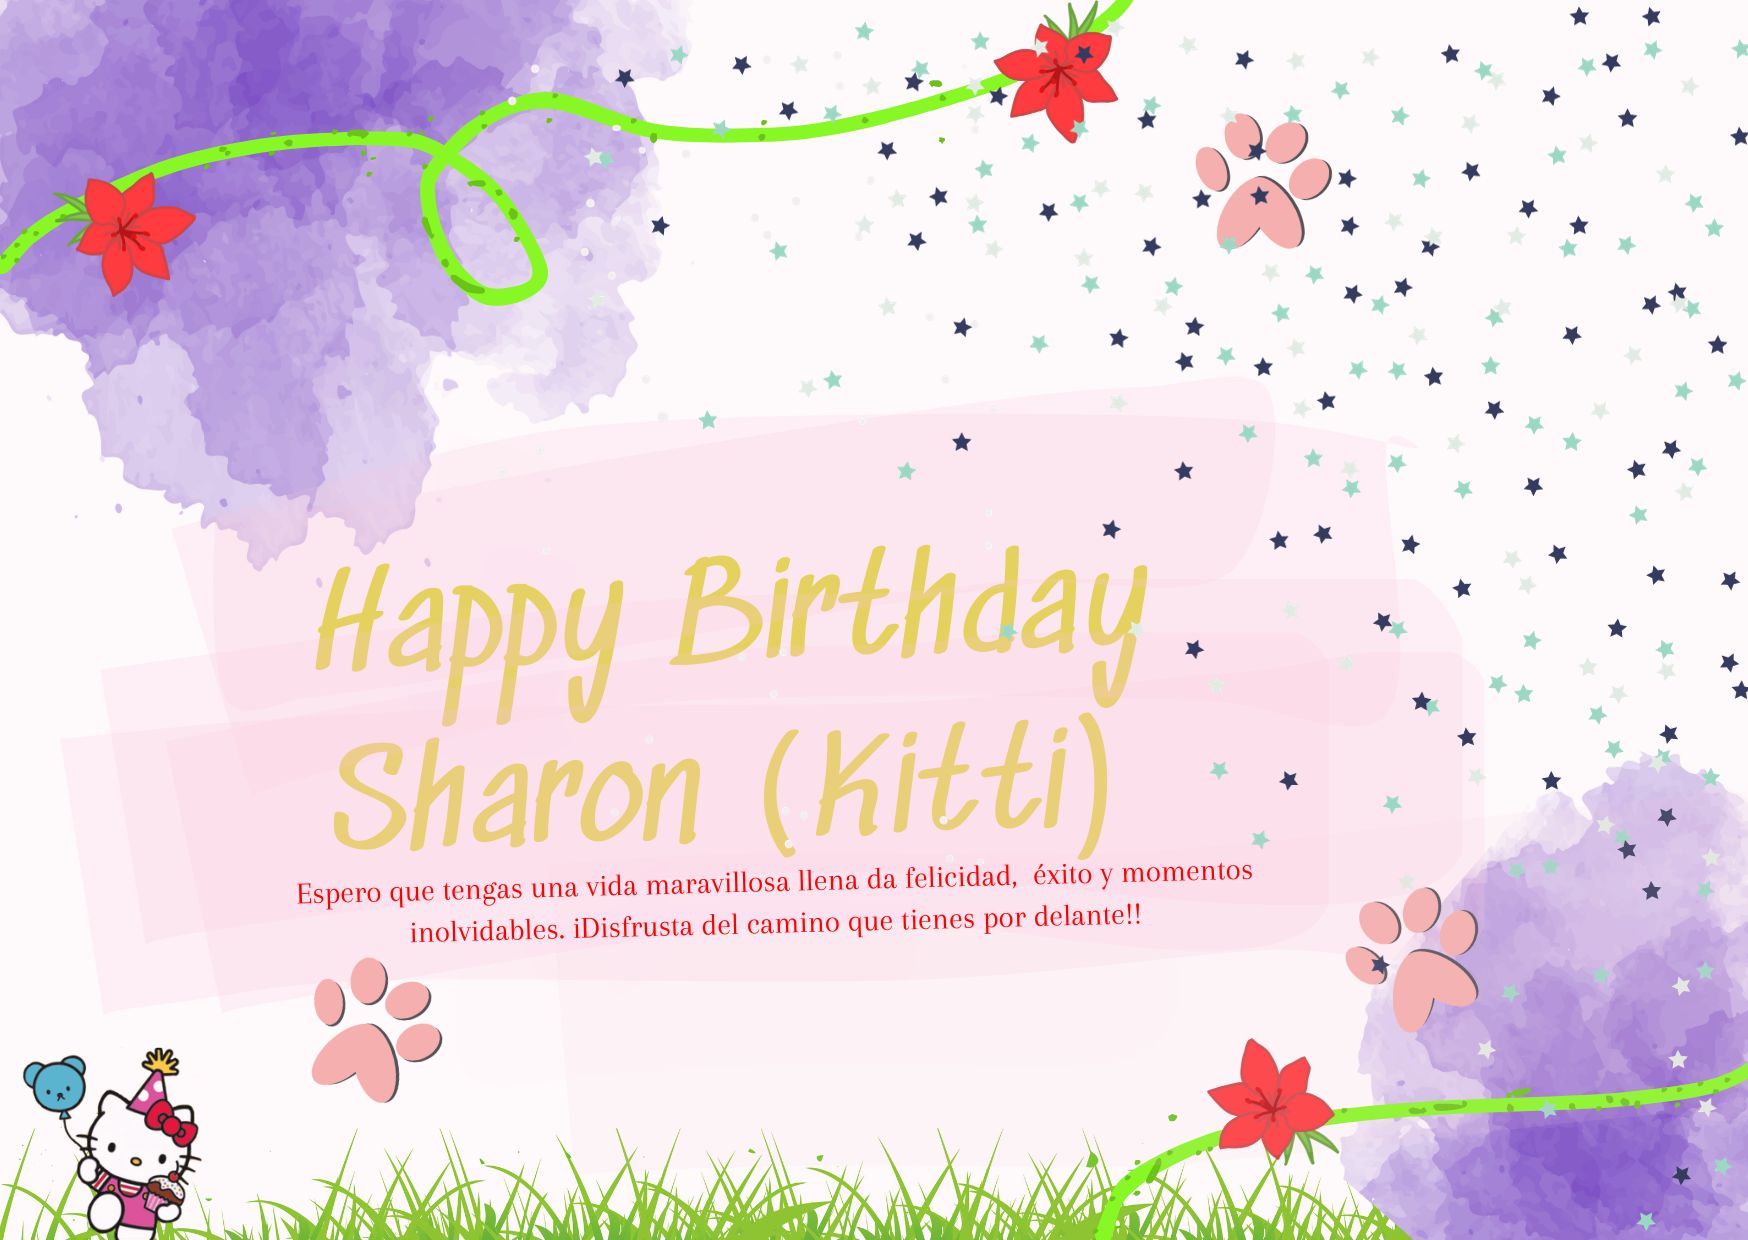 Happy Birthday
Sharon (Kitti)
Espero que tengas una vida maravillosa llena da felicidad,  éxito y momentos
inolvidables. ¡Disfrusta del camino que tienes por delante!!